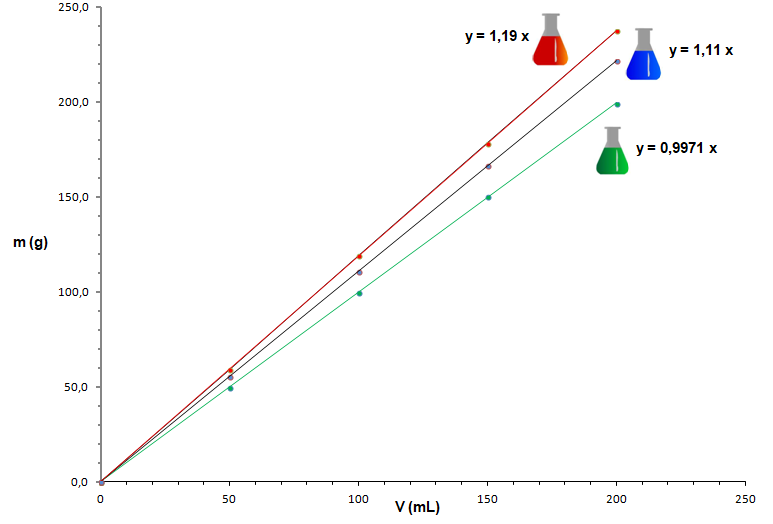 250,0
y = 1,19 x
y = 1,11 x
200,0
y = 0,9971 x
150,0
m (g)
100,0
50,0
0,0
0 50 100 150 200 250
V (mL)